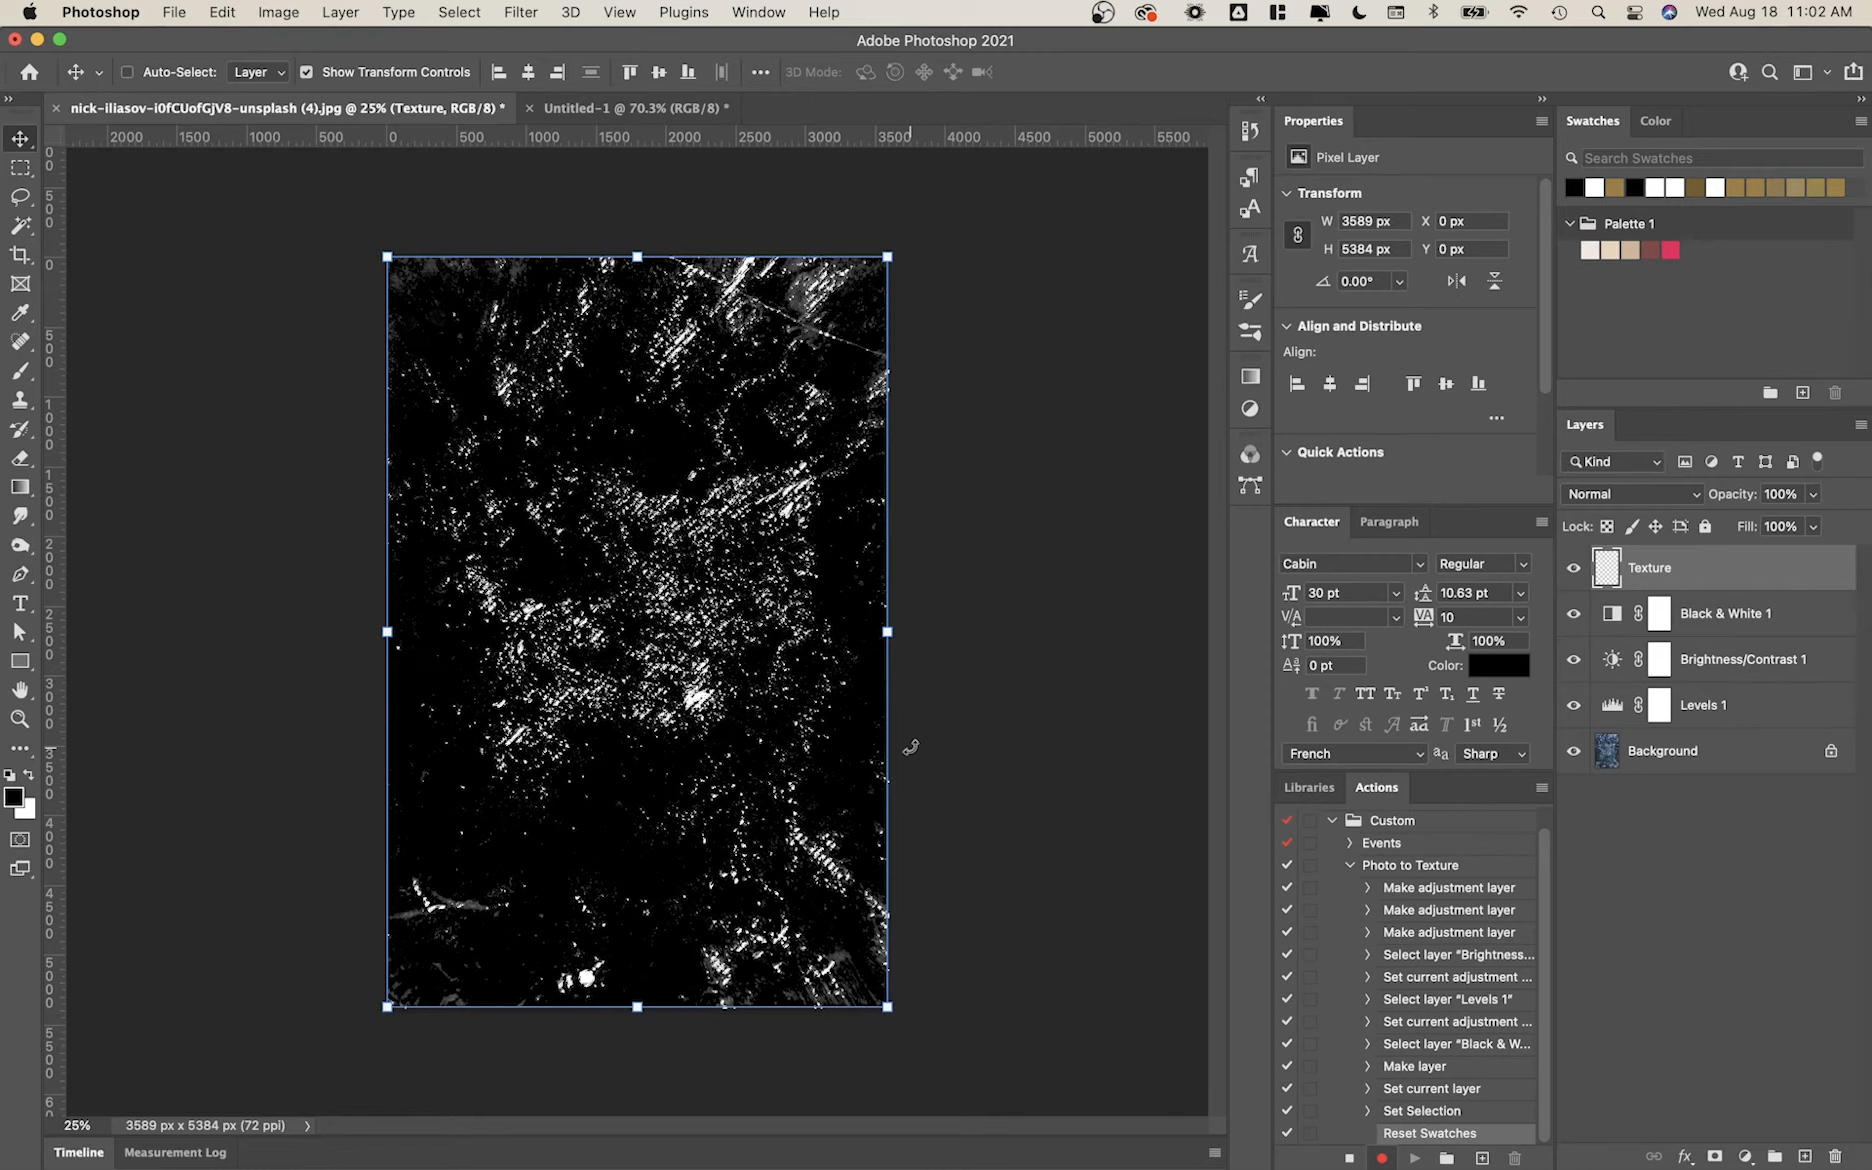 Photoshop File Edit Image Layer Type Select Filter 3D View Plugins Window Help Wed Aug 18 11:02 AM
Adobe Photoshop 2021
Auto-Select: Layer Show Transform Controls 3D Mode:
nick-iliasov-i0fCUofGjV8-unsplash (4).jpg @ 25% (Texture, RGB/8) * Untitled-1 @ 70.3% (RGB/8) *
2000 1500 1000 500 0 500 1000 1500 2000 2500 3000 3500 4000 4500 5000 5500
Properties
Pixel Layer
Transform
W 3589 px X 0 px
H 5384 px Y 0 px
0.00°
Align and Distribute
Align:
Quick Actions
Character Paragraph
Cabin Regular
30 pt 10.63 pt
10
100% 100%
0 pt Color:
French aa Sharp
Libraries Actions
Custom
Events
Photo to Texture
Make adjustment layer
Make adjustment layer
Make adjustment layer
Select layer “Brightness...
Set current adjustment ...
Select layer “Levels 1”
Set current adjustment ...
Select layer “Black & W...
Make layer
Set current layer
Set Selection
Reset Swatches
Swatches Color
Search Swatches
Palette 1
Layers
Kind
Normal Opacity: 100%
Lock: Fill: 100%
Texture
Black & White 1
Brightness/Contrast 1
Levels 1
Background
25% 3589 px x 5384 px (72 ppi)
Timeline Measurement Log